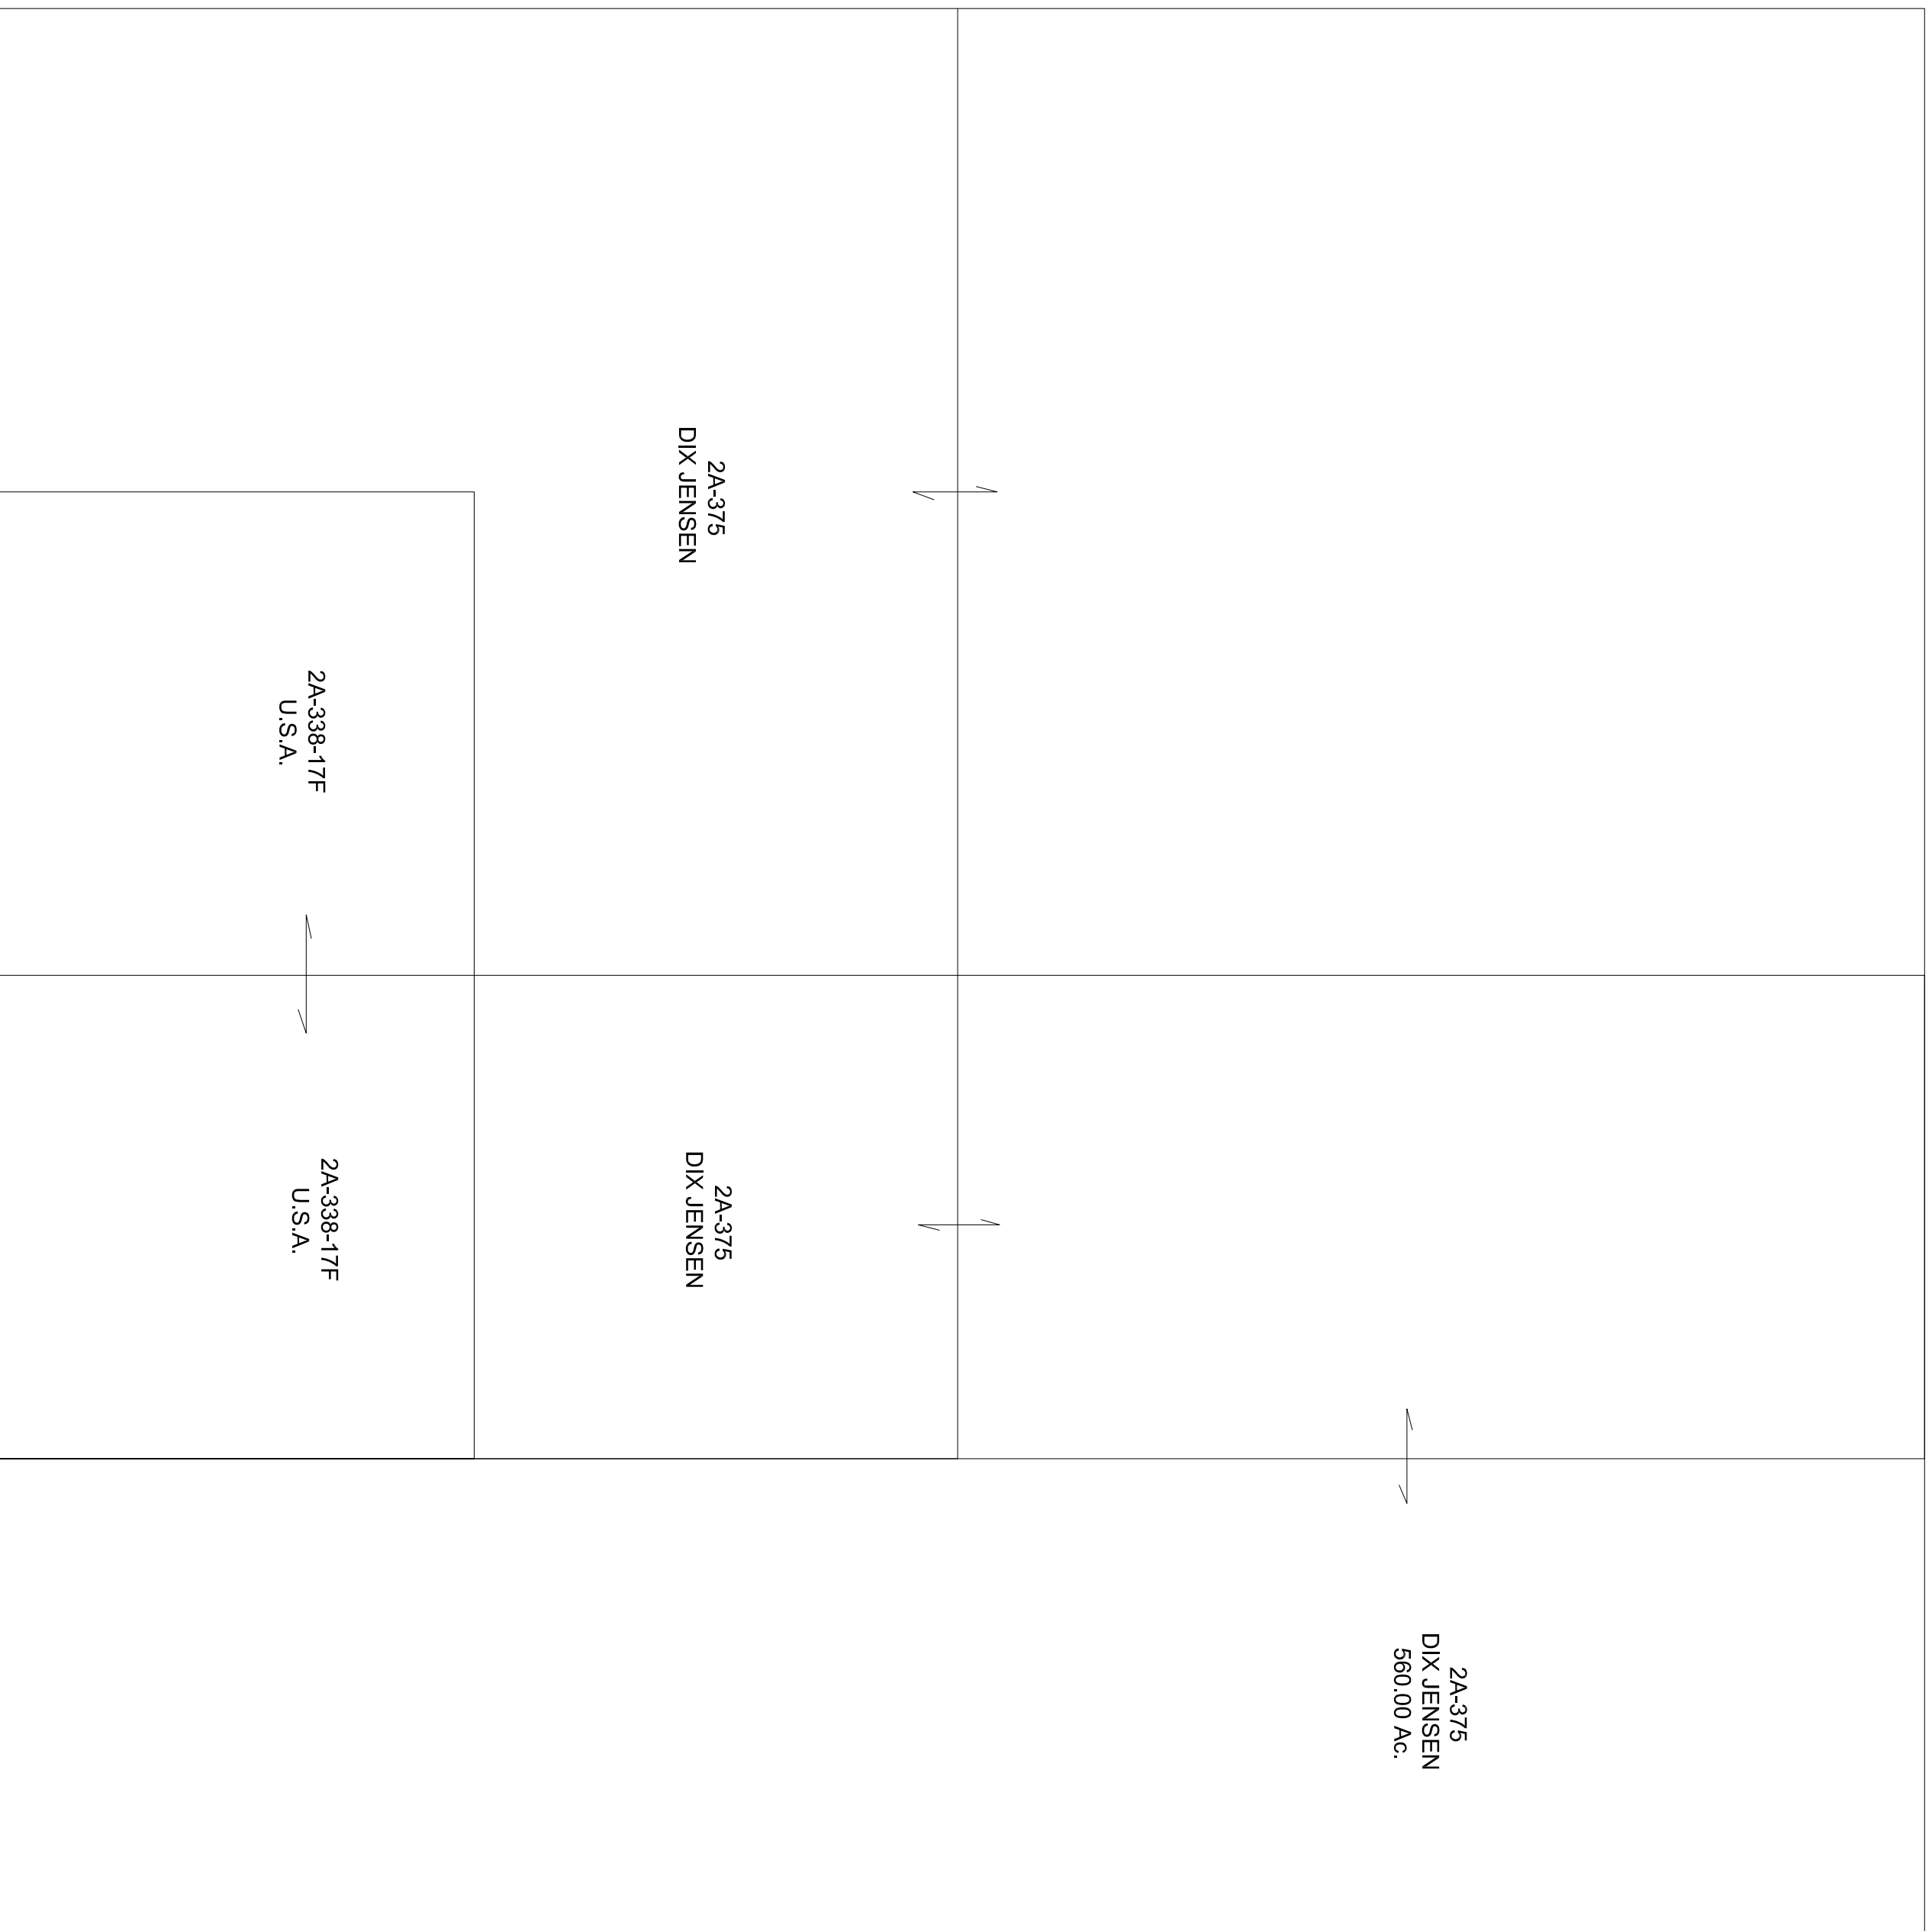 2A-375
DIX JENSEN
2A-338-17F
U.S.A.
2A-375
DIX JENSEN
2A-338-17F
U.S.A.
2A-375
DIX JENSEN
560.00 Ac.